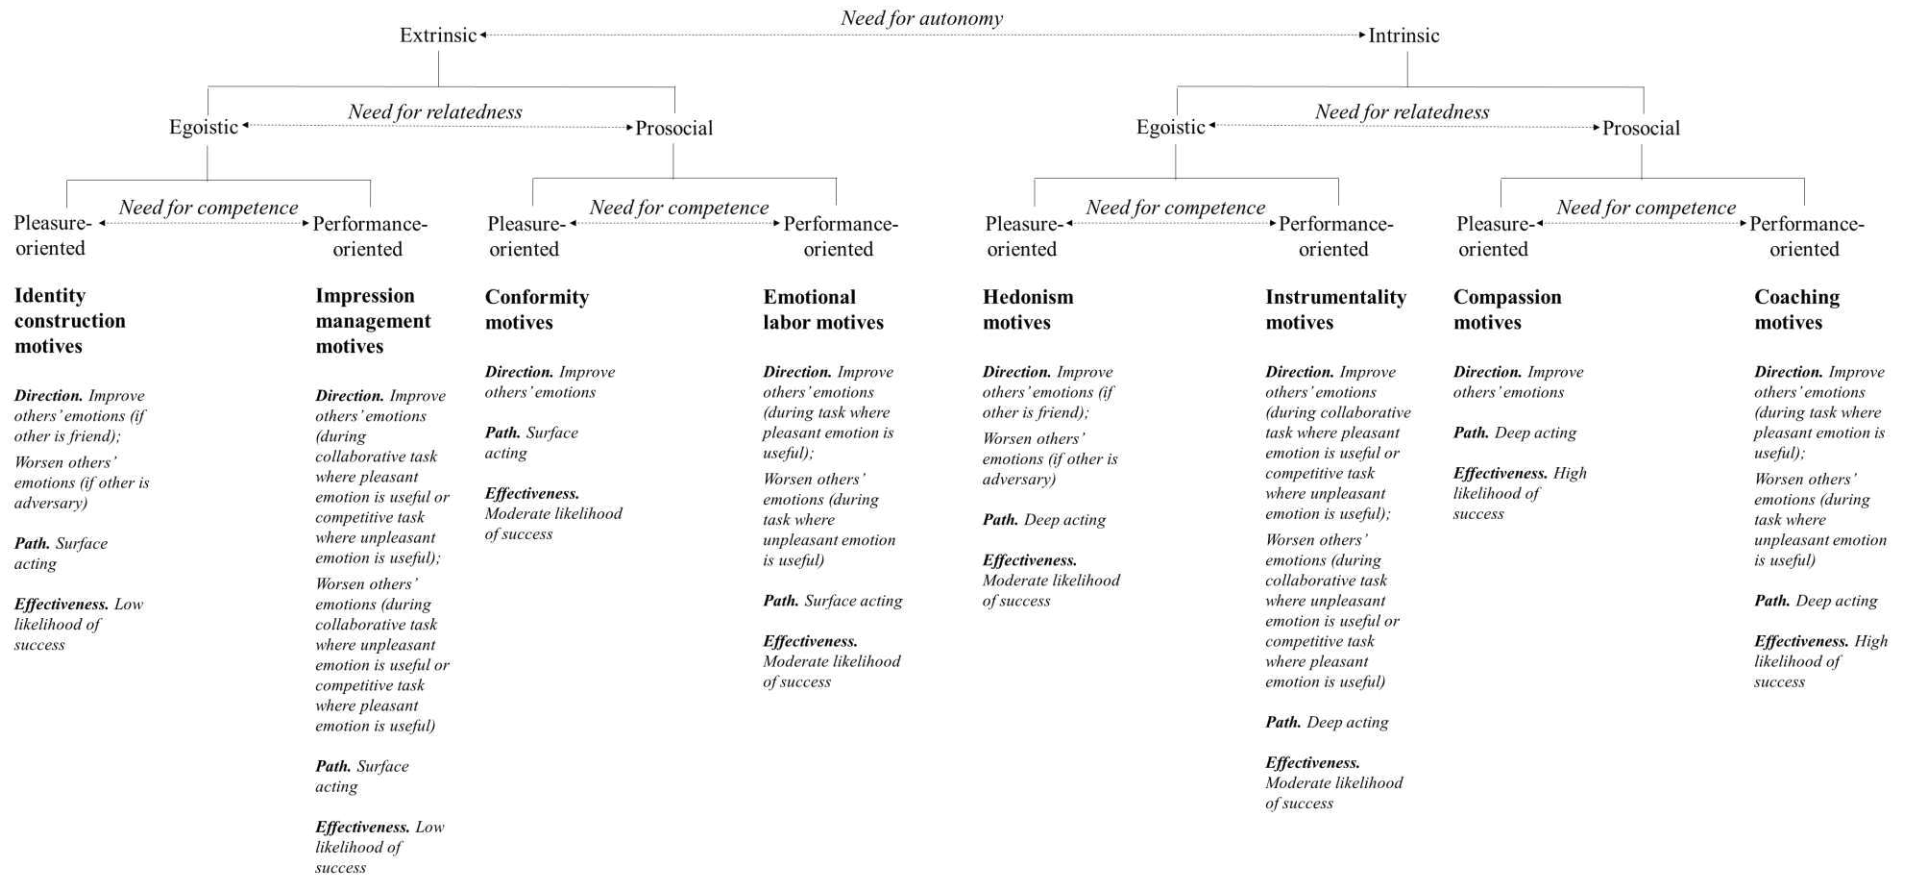 Need for autonomy
Extrinsic
Intrinsic
Need for relatedness
Egoistic
Prosocial
Need for relatedness
Egoistic
Prosocial
Need for competence
Pleasure-
oriented
Performance-
oriented
Need for competence
Pleasure-
oriented
Performance-
oriented
Need for competence
Pleasure-
oriented
Performance-
oriented
Need for competence
Pleasure-
oriented
Performance-
oriented
Identity
construction
motives
Direction. Improve
others' emotions (if
other is friend);
Worsen others'
emotions (if other is
adversary)
Path. Surface
acting
Effectiveness. Low
likelihood of
success
Impression
management
motives
Direction. Improve
others' emotions
(during
collaborative task
where pleasant
emotion is useful or
competitive task
where unpleasant
emotion is useful);
Worsen others'
emotions (during
collaborative task
where unpleasant
emotion is useful or
competitive task
where pleasant
emotion is useful)
Path. Surface
acting
Effectiveness. Low
likelihood of
success
Conformity
motives
Direction. Improve
others' emotions
Path. Surface
acting
Effectiveness.
Moderate likelihood
of success
Emotional
labor motives
Direction. Improve
others' emotions
(during task where
pleasant emotion is
useful);
Worsen others'
emotions (during
task where
unpleasant emotion
is useful)
Path. Surface acting
Effectiveness.
Moderate likelihood
of success
Hedonism
motives
Direction. Improve
others' emotions (if
other is friend);
Worsen others'
emotions (if other is
adversary)
Path. Deep acting
Effectiveness.
Moderate likelihood
of success
Instrumentality
motives
Direction. Improve
others' emotions
(during collaborative
task where pleasant
emotion is useful or
competitive task
where unpleasant
emotion is useful);
Worsen others'
emotions (during
collaborative task
where unpleasant
emotion is useful or
competitive task
where pleasant
emotion is useful)
Path. Deep acting
Effectiveness.
Moderate likelihood
of success
Compassion
motives
Direction. Improve
others' emotions
Path. Deep acting
Effectiveness. High
likelihood of
success
Coaching
motives
Direction. Improve
others' emotions
(during task where
pleasant emotion is
useful);
Worsen others'
emotions (during
task where
unpleasant emotion
is useful)
Path. Deep acting
Effectiveness. High
likelihood of
success